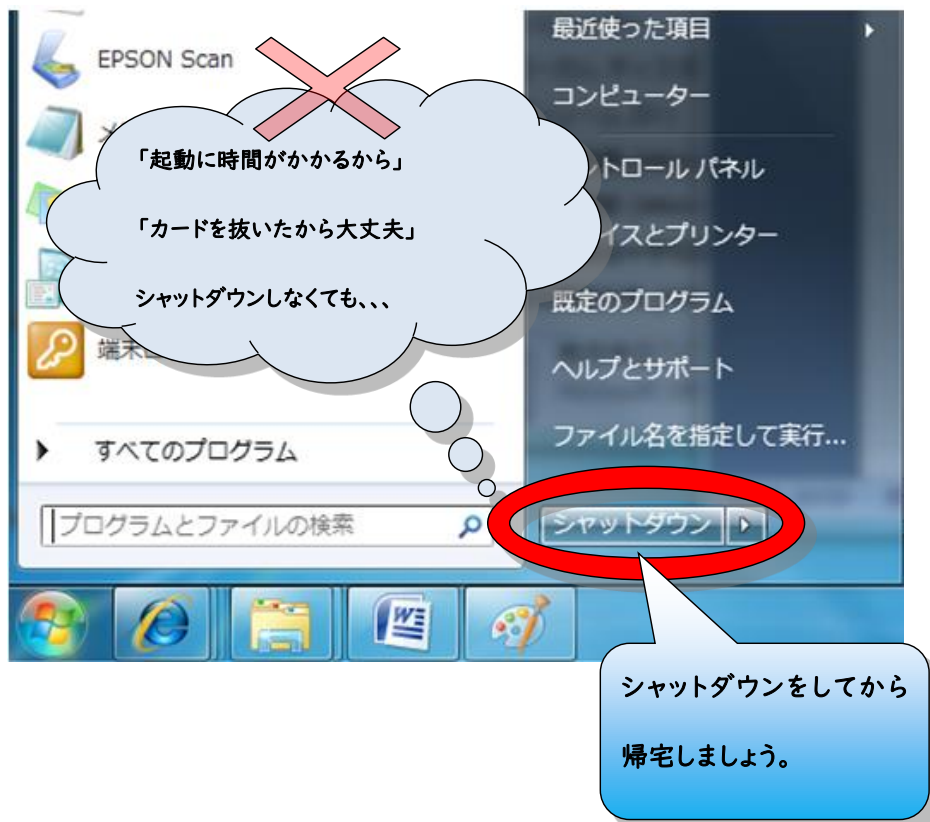 EPSON Scan
メ
端末
すべてのプログラム
プログラムとファイルの検索
最近使った項目
コンピューター
トロール パネル
イスとプリンター
既定のプログラム
ヘルプとサポート
ファイル名を指定して実行...
シャットダウン
「起動に時間がかかるから」
「カードを抜いたから大丈夫」
シャットダウンしなくても、、、
シャットダウンをしてから
帰宅しましょう。